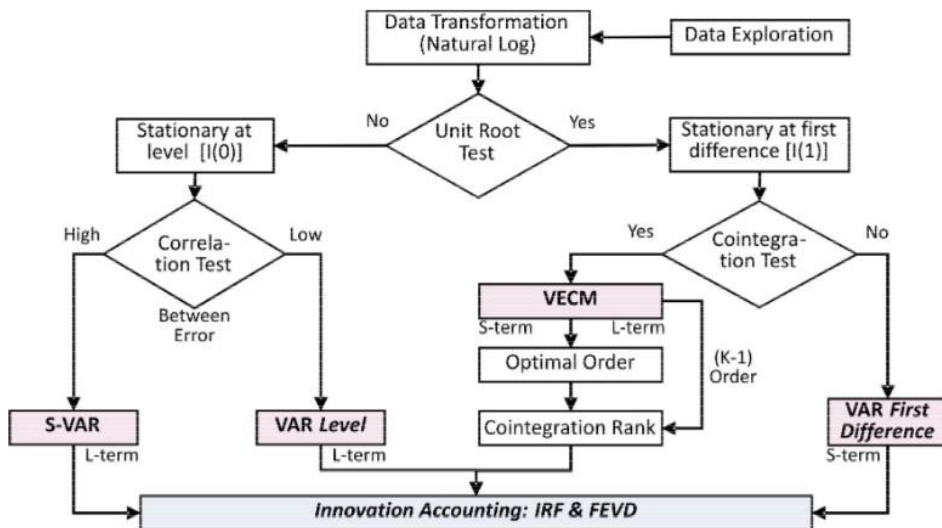 Data Transformation
(Natural Log)
Data Exploration
No
Unit Root
Test
Yes
Stationary at
level [I(0)]
Stationary at first
difference [I(1)]
High
Correla-
tion Test
Low
Between
Error
Yes
Cointegra-
tion Test
No
VECM
S-term
L-term
Optimal Order
(K-1)
Order
S-VAR
L-term
VAR Level
L-term
Cointegration Rank
VAR First
Difference
S-term
Innovation Accounting: IRF & FEVD